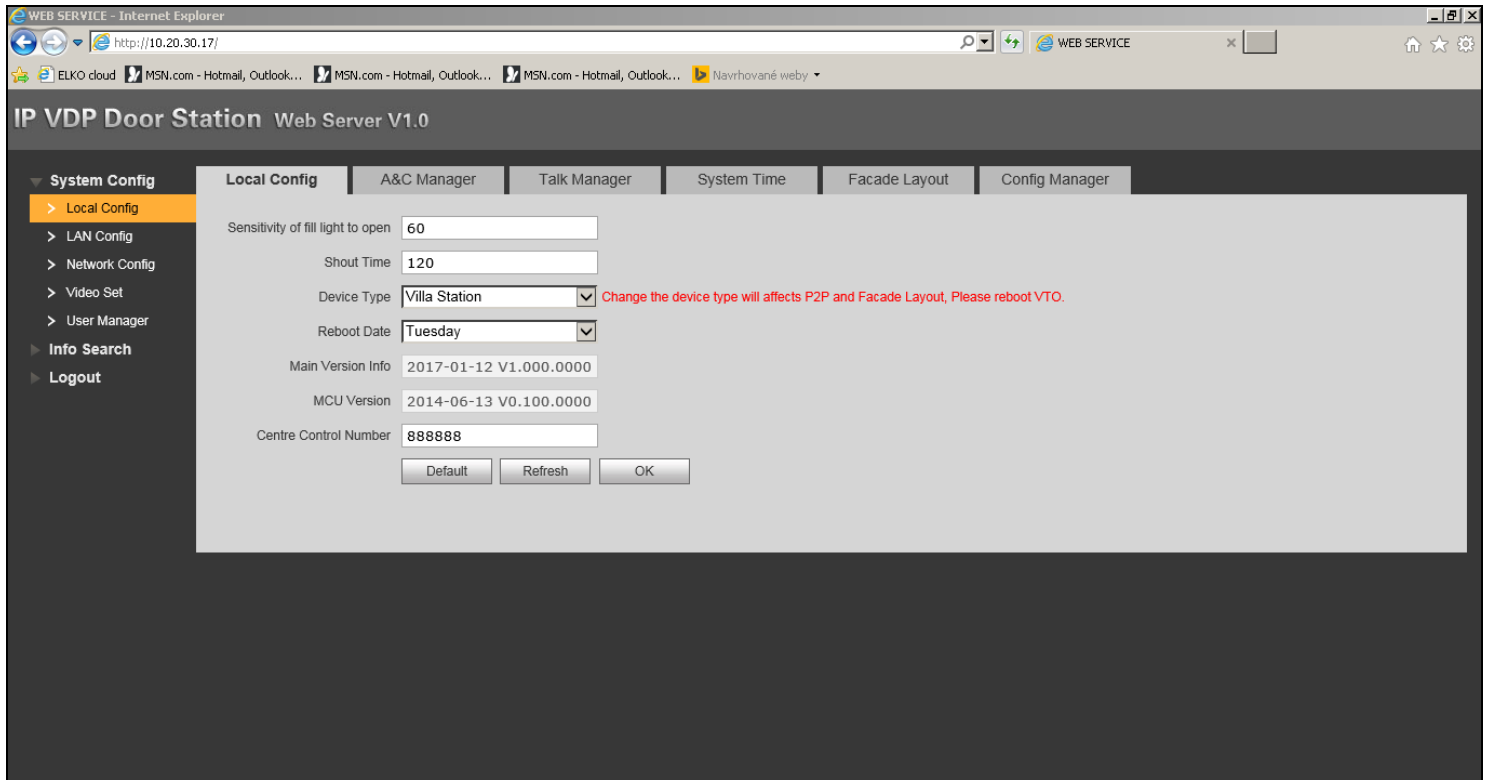 WEB SERVICE - Internet Explorer
http://10.20.30.17/
WEB SERVICE
ELKO cloud MSN.com - Hotmail, Outlook... MSN.com - Hotmail, Outlook... MSN.com - Hotmail, Outlook... Navrhované weby
IP VDP Door Station Web Server V1.0
System Config
Local Config
LAN Config
Network Config
Video Set
User Manager
Info Search
Logout
Local Config A&C Manager Talk Manager System Time Facade Layout Config Manager
Sensitivity of fill light to open 60
Shout Time 120
Device Type Villa Station Change the device type will affects P2P and Facade Layout, Please reboot VTO.
Reboot Date Tuesday
Main Version Info 2017-01-12 V1.000.0000
MCU Version 2014-06-13 V0.100.0000
Centre Control Number 888888
Default Refresh OK